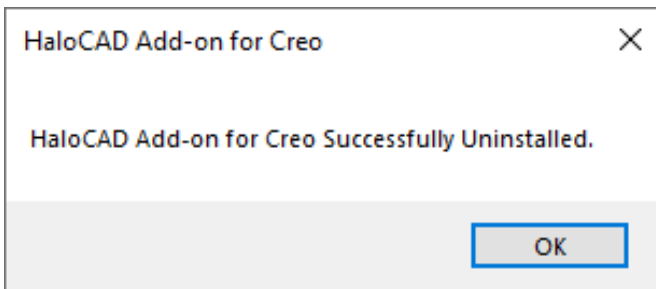 HaloCAD Add-on for Creo
HaloCAD Add-on for Creo Successfully Uninstalled.
OK